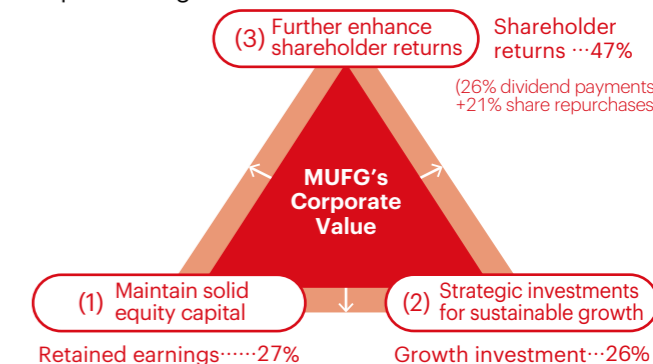 (3) Further enhance
shareholder returns
Shareholder
returns ···47%
(26% dividend payments
+21% share repurchases
MUFG's
Corporate
Value
(1) Maintain solid
equity capital
(2) Strategic investments
for sustainable growth
Retained earnings······27%
Growth investment···26%